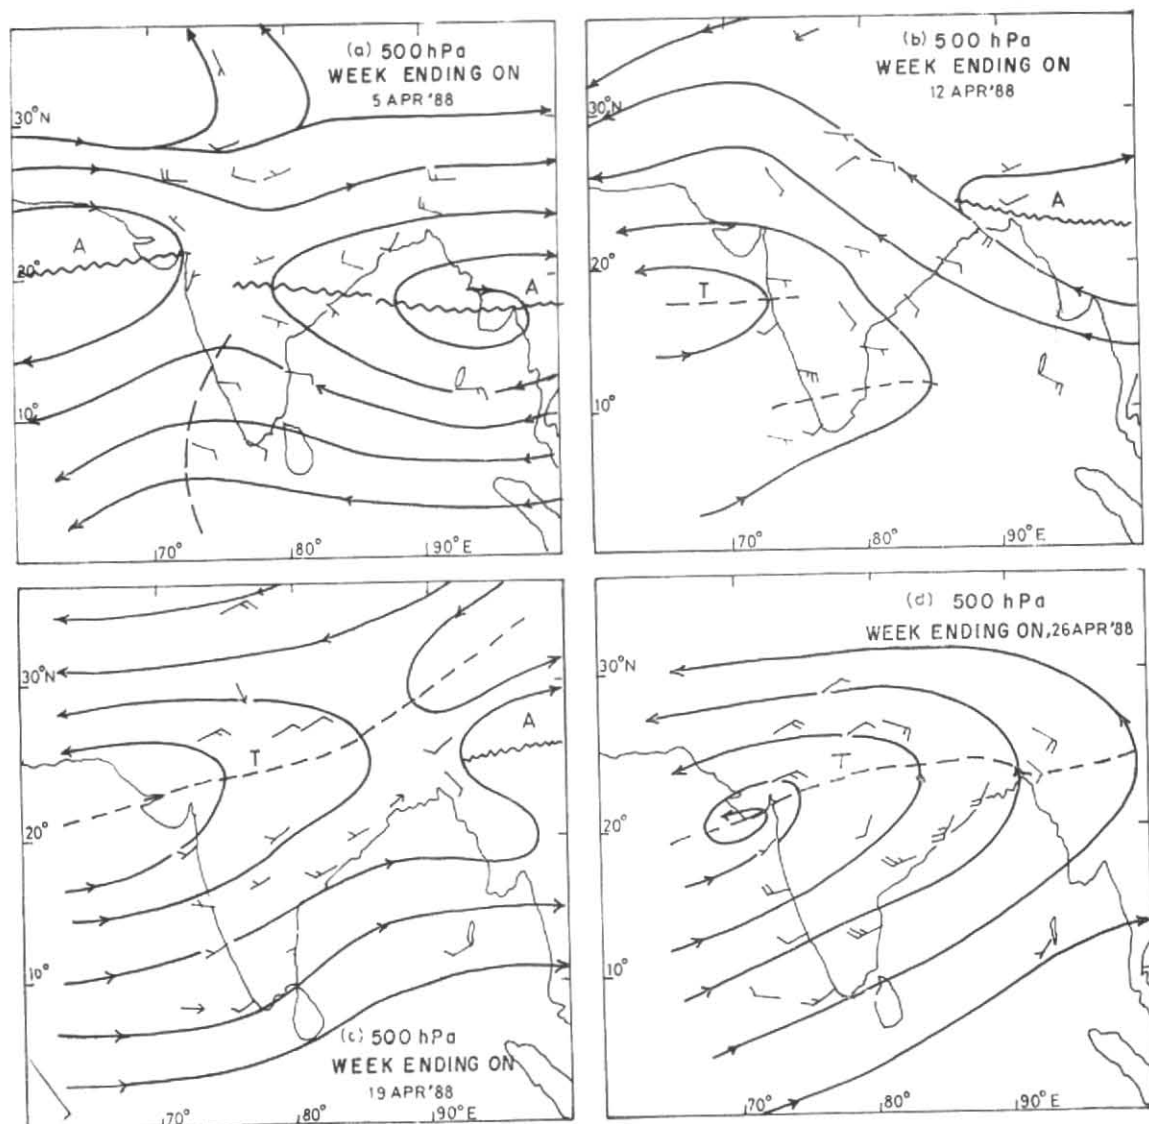 (a) 500 hPa
WEEK ENDING ON
5 APR '88
30°N
A
20°
A
10°
70°
80°
90°E
(b) 500 hPa
WEEK ENDING ON
12 APR '88
30°N
A
20°
T
10°
70°
80°
90°E
30°N
A
T
20°
10°
(c) 500 hPa
WEEK ENDING ON
19 APR '88
70°
80°
90°E
(d) 500 hPa
WEEK ENDING ON, 26 APR '88
30°N
T
20°
10°
70°
80°
90°E